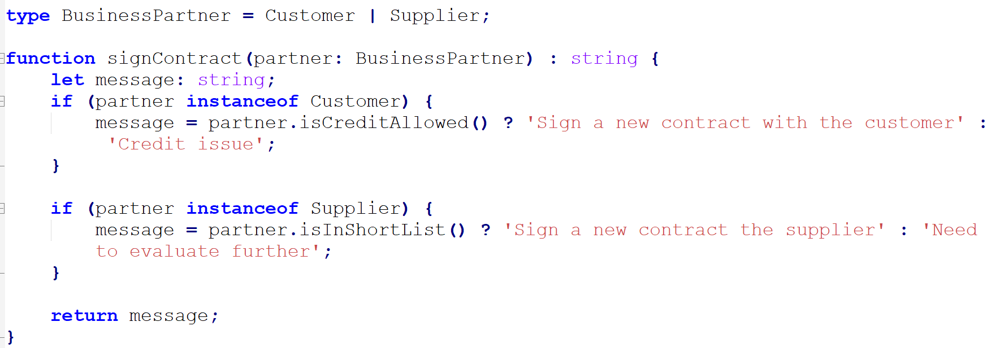 type BusinessPartner = Customer | Supplier;
function signContract(partner: BusinessPartner) : string {
let message: string;
if (partner instanceof Customer) {
message = partner.isCreditAllowed() ? 'Sign a new contract with the customer' :
'Credit issue';
}
if (partner instanceof Supplier) {
message = partner.isInShortList() ? 'Sign a new contract the supplier' : 'Need
to evaluate further';
}
return message;
}